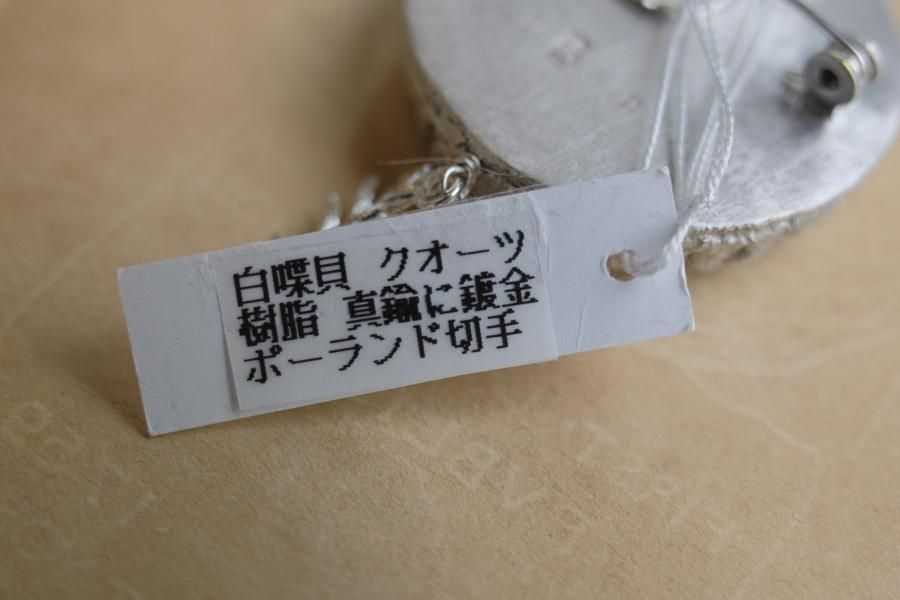 白喋貝 クオーツ
樹脂 真鍮に鍍金
ポーランド切手